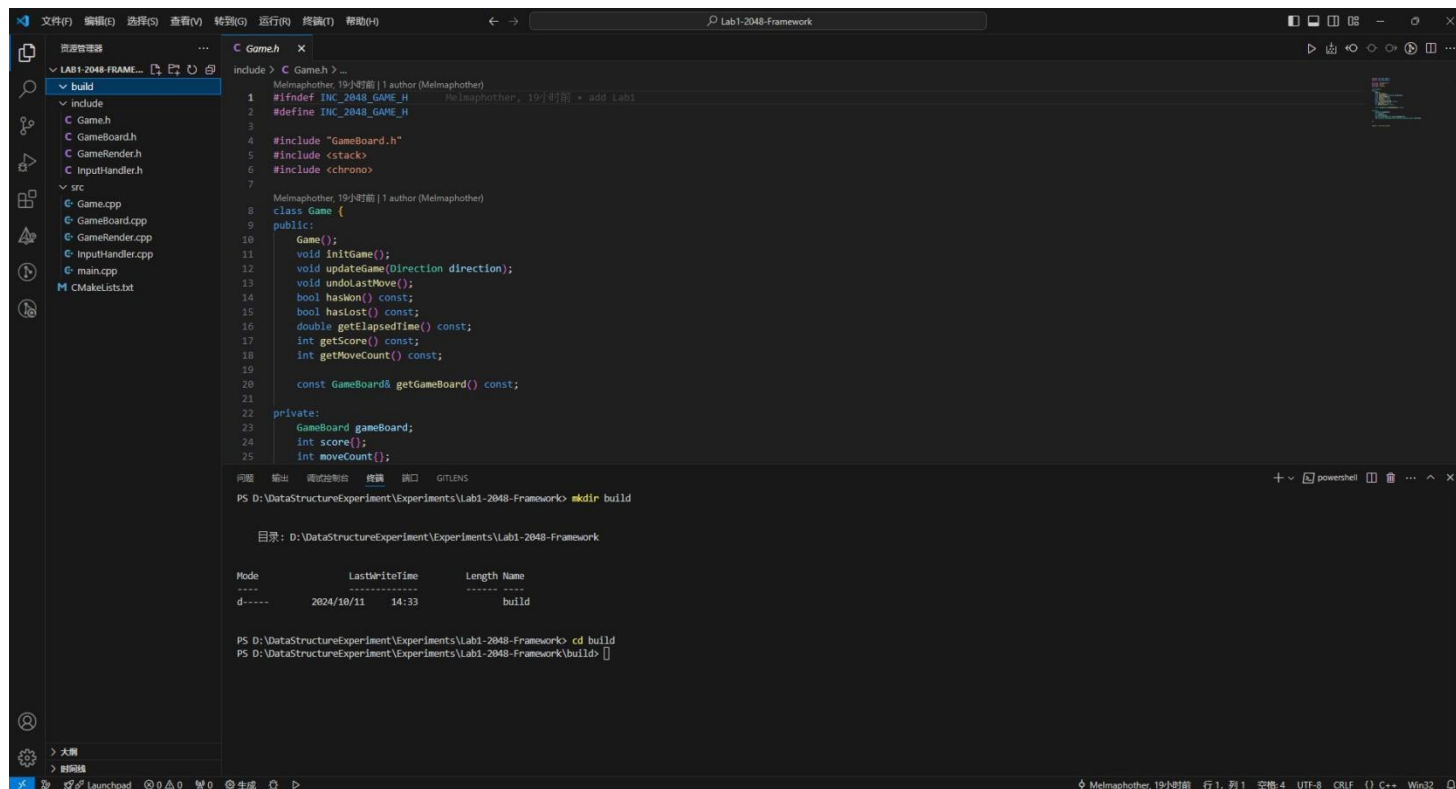 文件(F) 编辑(E) 选择(S) 查看(V) 转到(G) 运行(R) 终端(T) 帮助(H) Lab1-2048-Framework
资源管理器
LAB1-2048-FRAME...
build
include
Game.h
GameBoard.h
GameRender.h
InputHandler.h
src
Game.cpp
GameBoard.cpp
GameRender.cpp
InputHandler.cpp
main.cpp
CMakeLists.txt
大纲
时间线
Game.h
include > Game.h > ...
Melmaphother, 19小时前 | 1 author (Melmaphother)
1 #ifndef INC_2048_GAME_H Melmaphother, 19小时前 • add Lab1
2 #define INC_2048_GAME_H
3
4 #include "GameBoard.h"
5 #include <stack>
6 #include <chrono>
7
Melmaphother, 19小时前 | 1 author (Melmaphother)
8 class Game {
9 public:
10 Game();
11 void initGame();
12 void updateGame(Direction direction);
13 void undoLastMove();
14 bool hasWon() const;
15 bool hasLost() const;
16 double getElapsedTime() const;
17 int getScore() const;
18 int getMoveCount() const;
19
20 const GameBoard& getGameBoard() const;
21
22 private:
23 GameBoard gameBoard;
24 int score{};
25 int moveCount{};
问题 输出 调试控制台 终端 端口 GITLENS
powershell
PS D:\DataStructureExperiment\Experiments\Lab1-2048-Framework> mkdir build
目录: D:\DataStructureExperiment\Experiments\Lab1-2048-Framework
Mode LastWriteTime Length Name
---- ------------- ------ ----
d----- 2024/10/11 14:33 build
PS D:\DataStructureExperiment\Experiments\Lab1-2048-Framework> cd build
PS D:\DataStructureExperiment\Experiments\Lab1-2048-Framework\build>
Launchpad 0 0 0 生成 Melmaphother, 19小时前 行 1, 列 1 空格: 4 UTF-8 CRLF {} C++ Win32